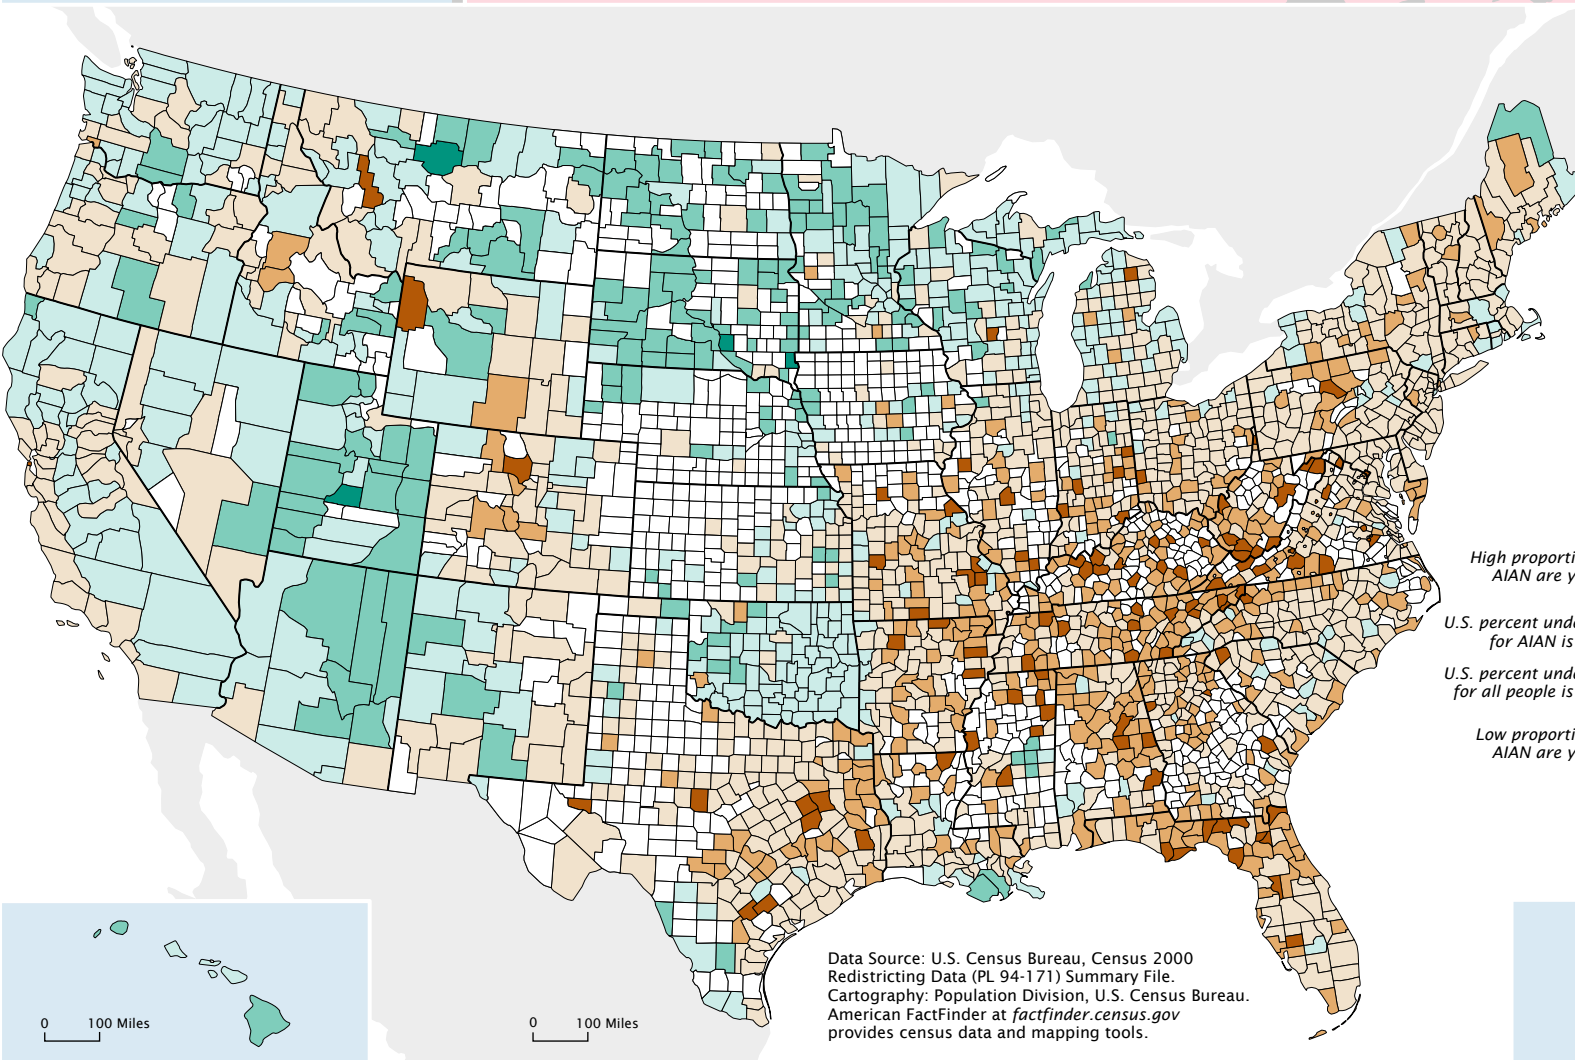 High proporti
AIAN are y
U.S. percent unde
for AIAN is
U.S. percent unde
for all people is
Low proporti
AIAN are y
Data Source: U.S. Census Bureau, Census 2000
Redistricting Data (PL 94-171) Summary File.
Cartography: Population Division, U.S. Census Bureau.
American FactFinder at factfinder.census.gov
provides census data and mapping tools.
0 100 Miles
0 100 Miles